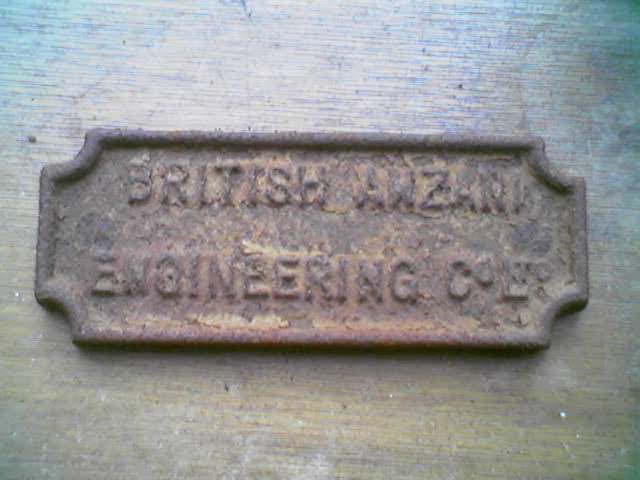 BRITISH ANZANI
ENGINEERING Cº Lᵀᴰ